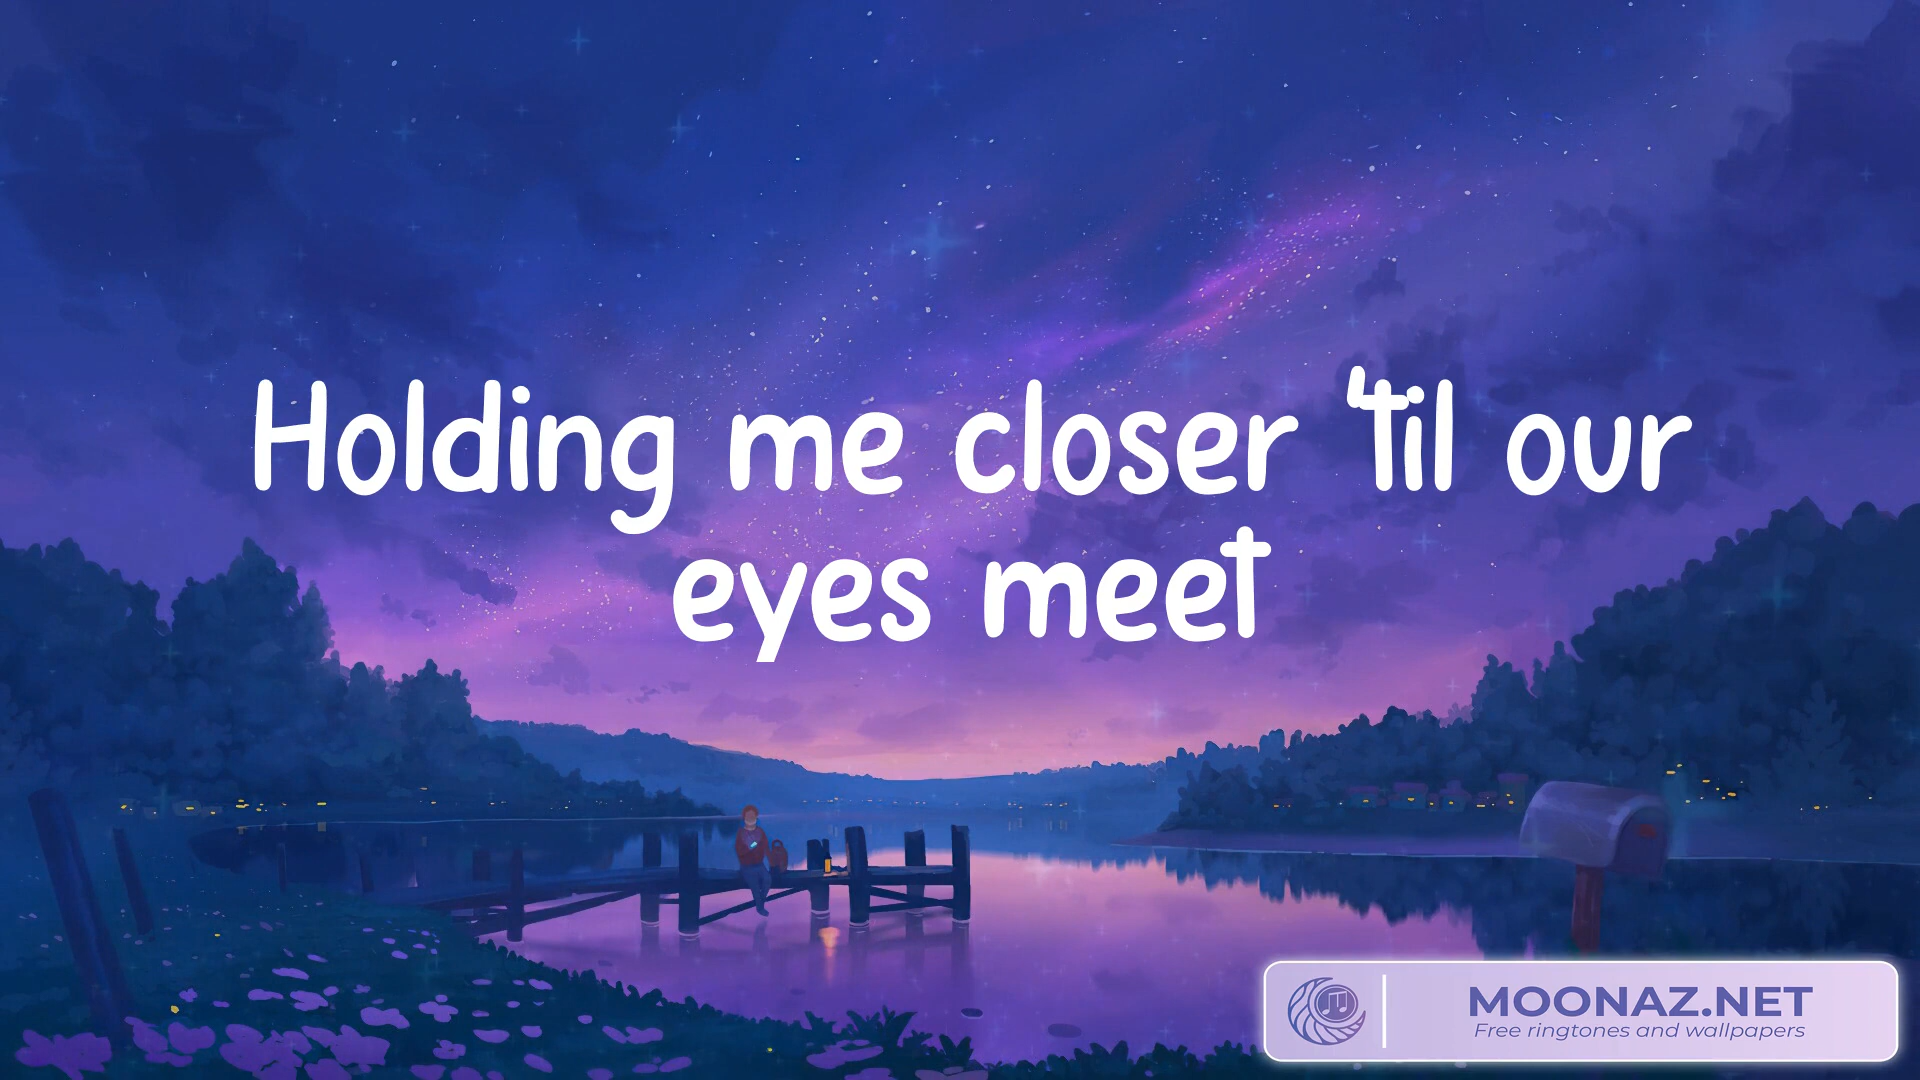 Holding me closer 'til our
eyes meet
MOONAZ.NET
Free ringtones and wallpapers